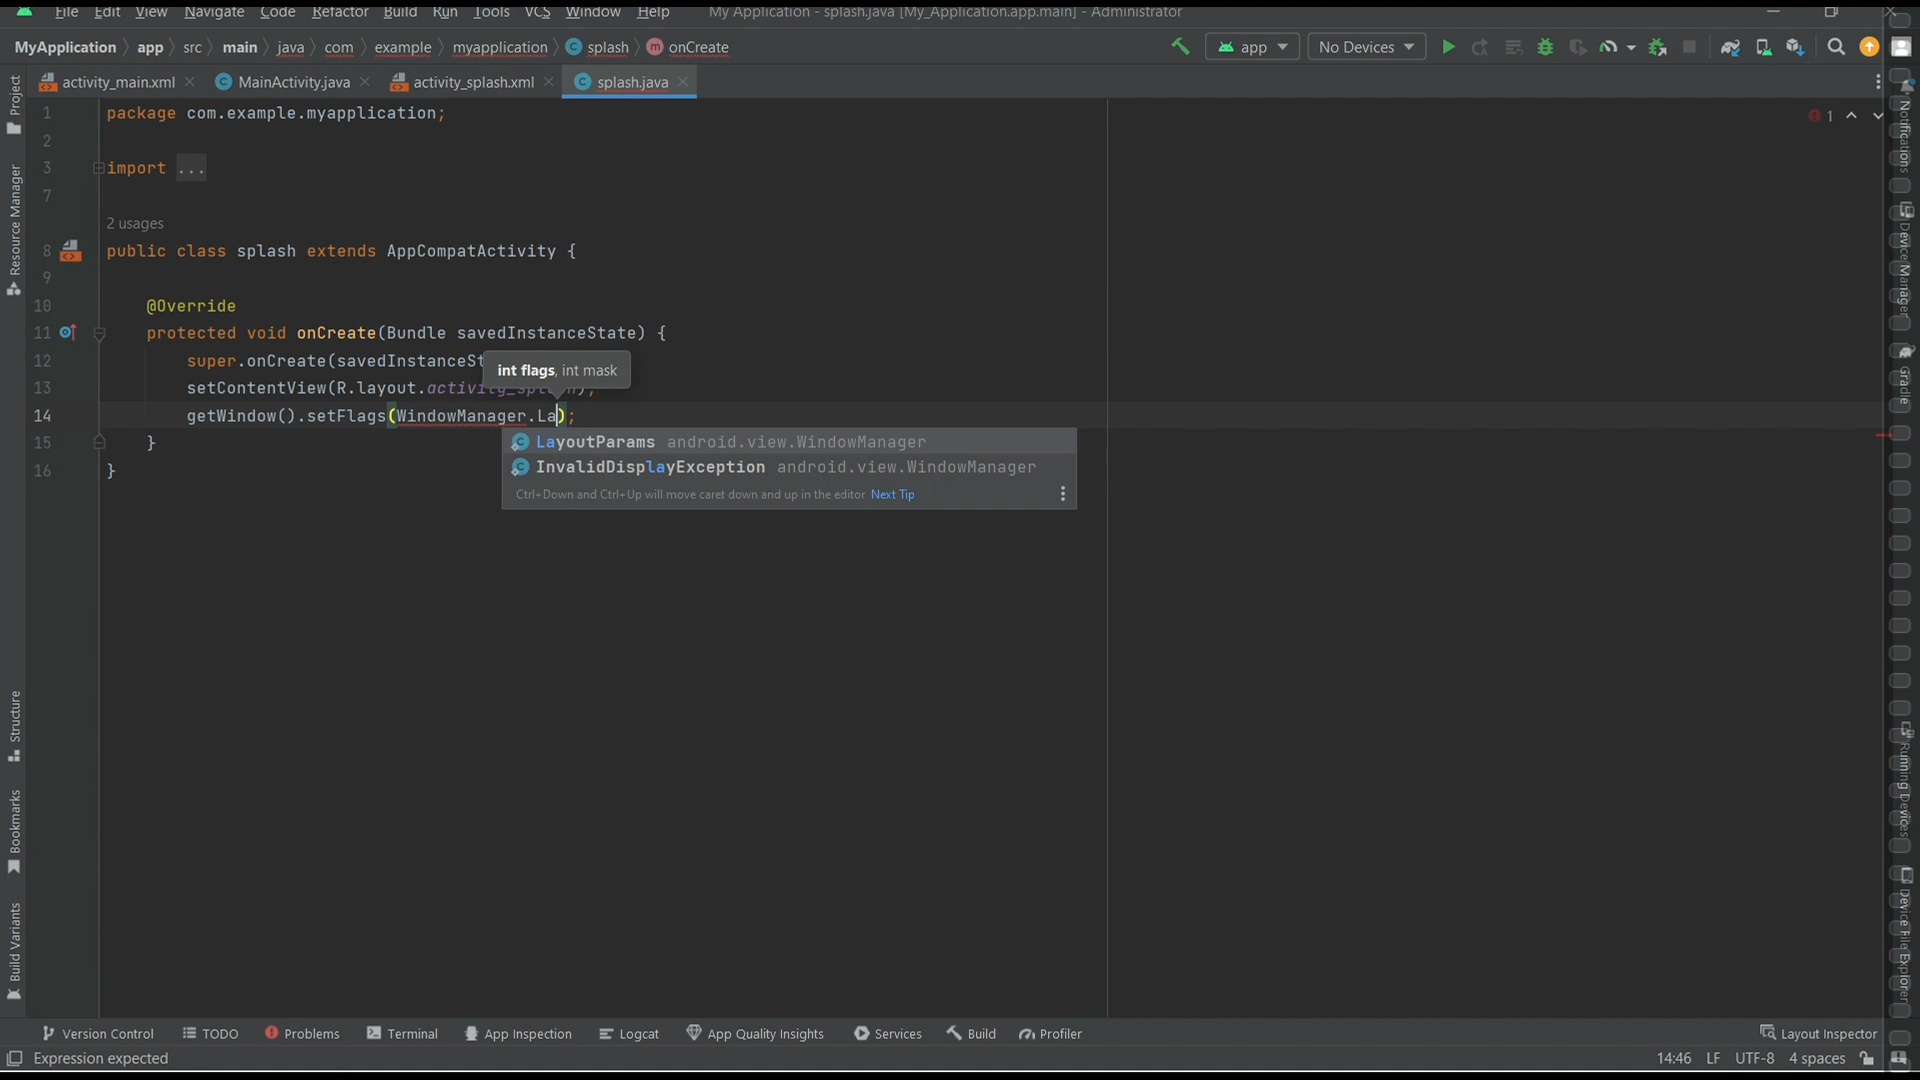 File Edit View Navigate Code Refactor Build Run Tools VCS Window Help My Application - splash.java [My_Application.app.main] - Administrator
MyApplication app src main java com example myapplication splash onCreate app No Devices
activity_main.xml MainActivity.java activity_splash.xml splash.java
Project
Resource Manager
Structure
Bookmarks
Build Variants
1 package com.example.myapplication;
1
2
3 import ...
7
2 usages
8 public class splash extends AppCompatActivity {
9
10 @Override
11 protected void onCreate(Bundle savedInstanceState) {
12 super.onCreate(savedInstanceSt
int flags, int mask
13 setContentView(R.layout.
14 getWindow().setFlags(WindowManager.La);
15 }
LayoutParams android.view.WindowManager
InvalidDisplayException android.view.WindowManager
16 }
Ctrl+Down and Ctrl+Up will move caret down and up in the editor Next Tip
Notifications
Device Manager
Gradle
Running Devices
Device File Explorer
Version Control TODO Problems Terminal App Inspection Logcat App Quality Insights Services Build Profiler Layout Inspector
Expression expected 14:46 LF UTF-8 4 spaces